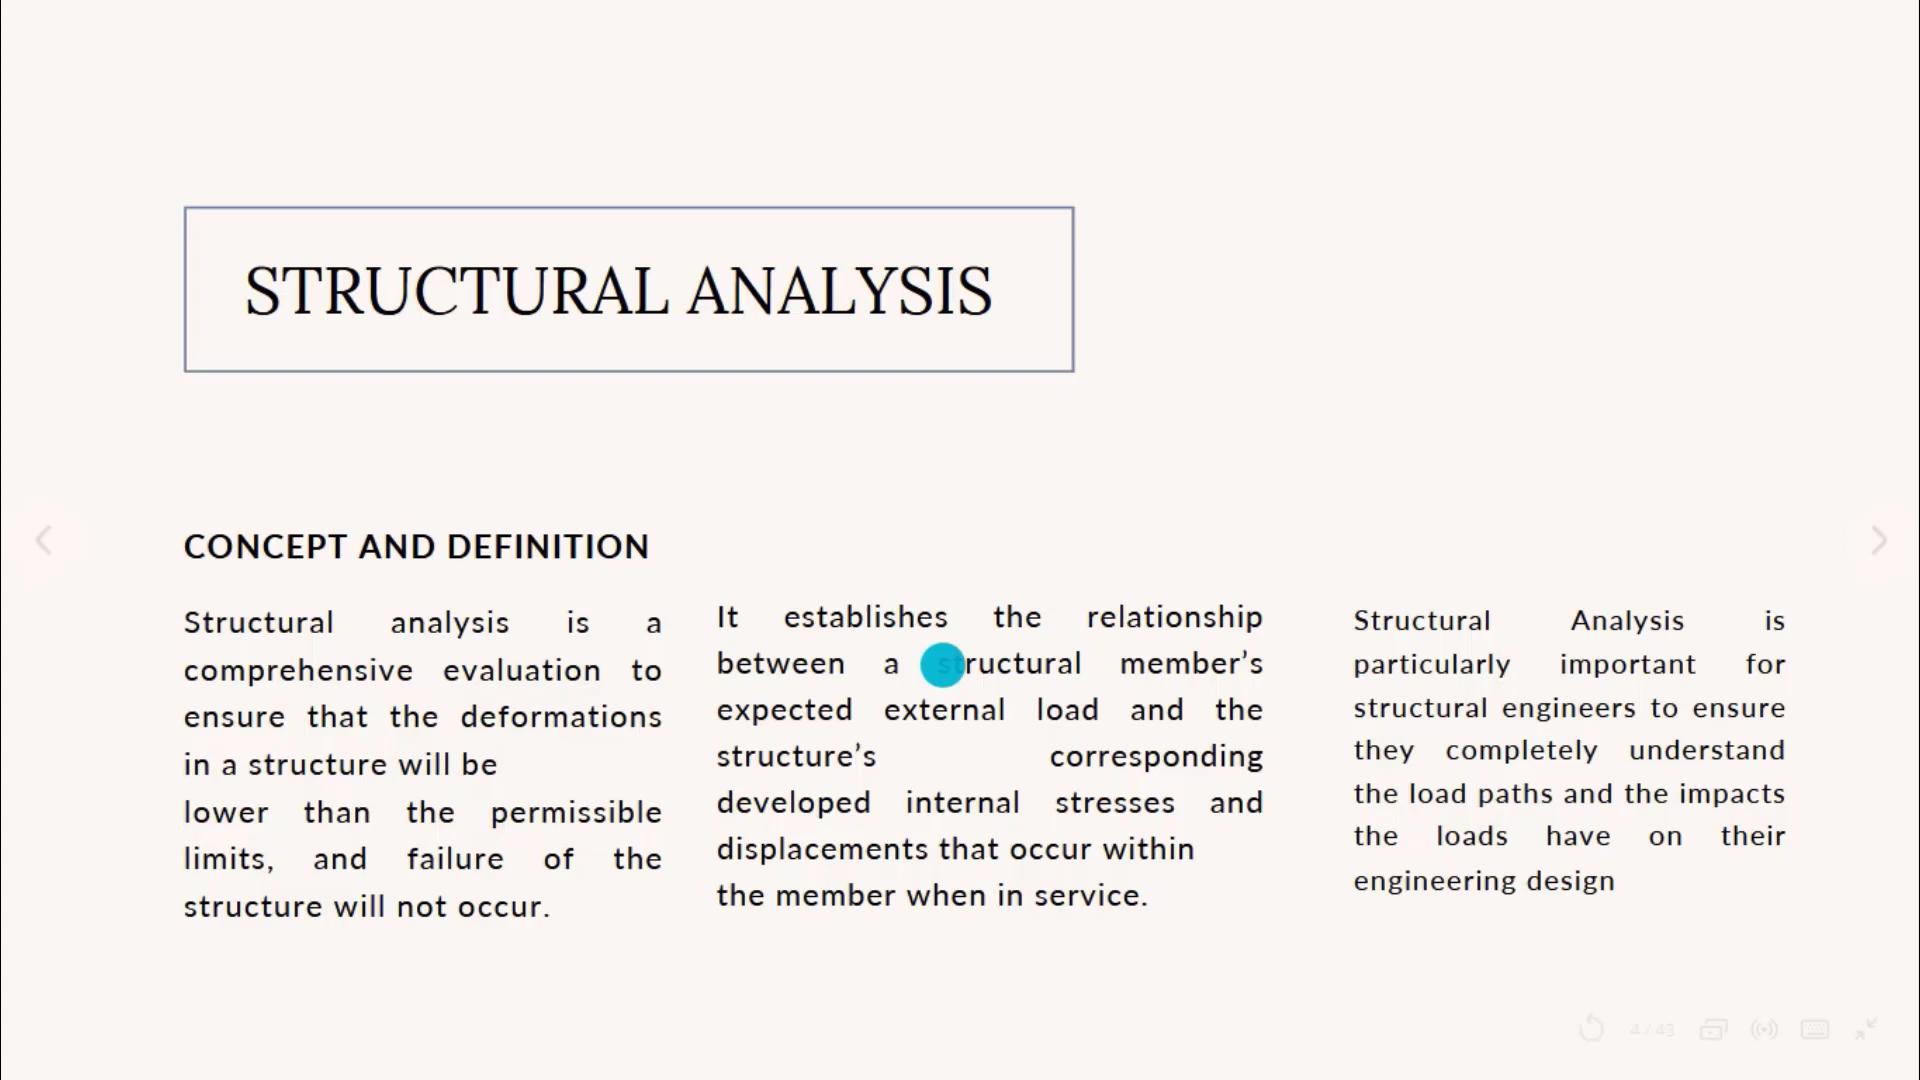 STRUCTURAL ANALYSIS
CONCEPT AND DEFINITION
Structural analysis is a
comprehensive evaluation to
ensure that the deformations
in a structure will be
lower than the permissible
limits, and failure of the
structure will not occur.
It establishes the relationship
between a structural member’s
expected external load and the
structure’s corresponding
developed internal stresses and
displacements that occur within
the member when in service.
Structural Analysis is
particularly important for
structural engineers to ensure
they completely understand
the load paths and the impacts
the loads have on their
engineering design
4 / 43